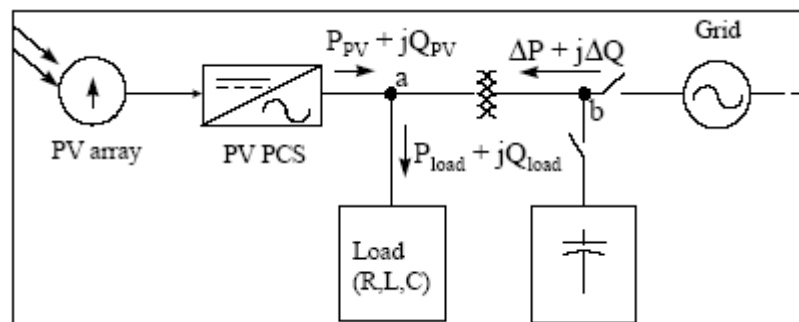 P_PV + jQ_PV
ΔP + jΔQ
Grid
a
b
PV array
PV PCS
P_load + jQ_load
Load
(R,L,C)